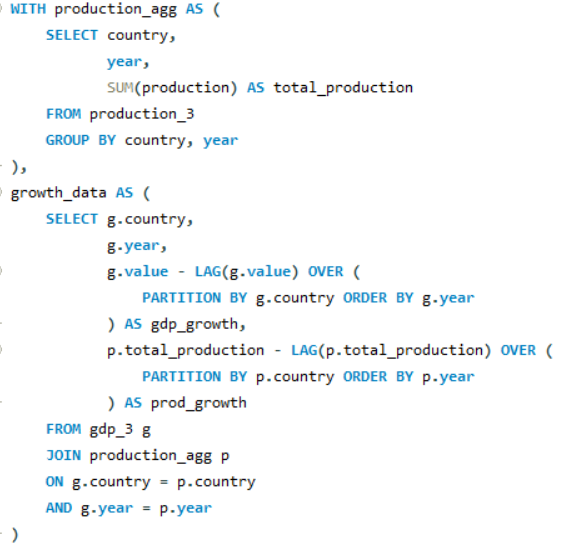 WITH production_agg AS (
SELECT country,
year,
SUM(production) AS total_production
FROM production_3
GROUP BY country, year
),
growth_data AS (
SELECT g.country,
g.year,
g.value - LAG(g.value) OVER (
PARTITION BY g.country ORDER BY g.year
) AS gdp_growth,
p.total_production - LAG(p.total_production) OVER (
PARTITION BY p.country ORDER BY p.year
) AS prod_growth
FROM gdp_3 g
JOIN production_agg p
ON g.country = p.country
AND g.year = p.year
)